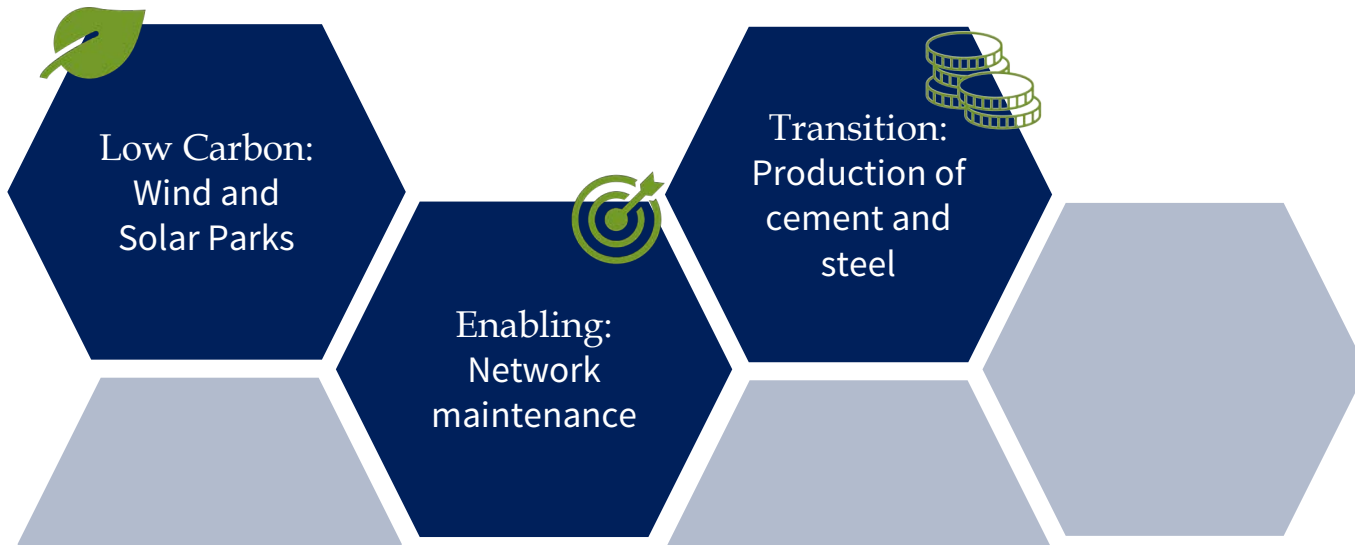 Low Carbon:
Wind and
Solar Parks
Enabling:
Network
maintenance
Transition:
Production of
cement and
steel